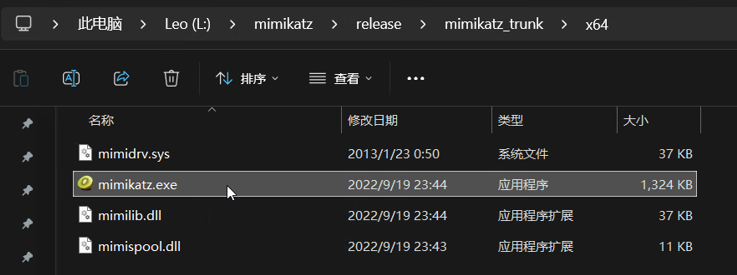 此电脑 > Leo (L:) > mimikatz > release > mimikatz_trunk > x64
排序 查看
名称 修改日期 类型 大小
mimidrv.sys 2013/1/23 0:50 系统文件 37 KB
mimikatz.exe 2022/9/19 23:44 应用程序 1,324 KB
mimilib.dll 2022/9/19 23:44 应用程序扩展 37 KB
mimispool.dll 2022/9/19 23:43 应用程序扩展 11 KB